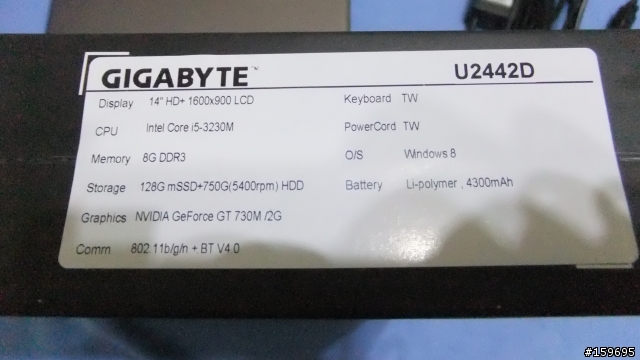 GIGABYTE™ U2442D
Display 14" HD+ 1600x900 LCD
CPU Intel Core i5-3230M
Memory 8G DDR3
Storage 128G mSSD+750G(5400rpm) HDD
Graphics NVIDIA GeForce GT 730M /2G
Comm 802.11b/g/n + BT V4.0
Keyboard TW
PowerCord TW
O/S Windows 8
Battery Li-polymer , 4300mAh
#159695